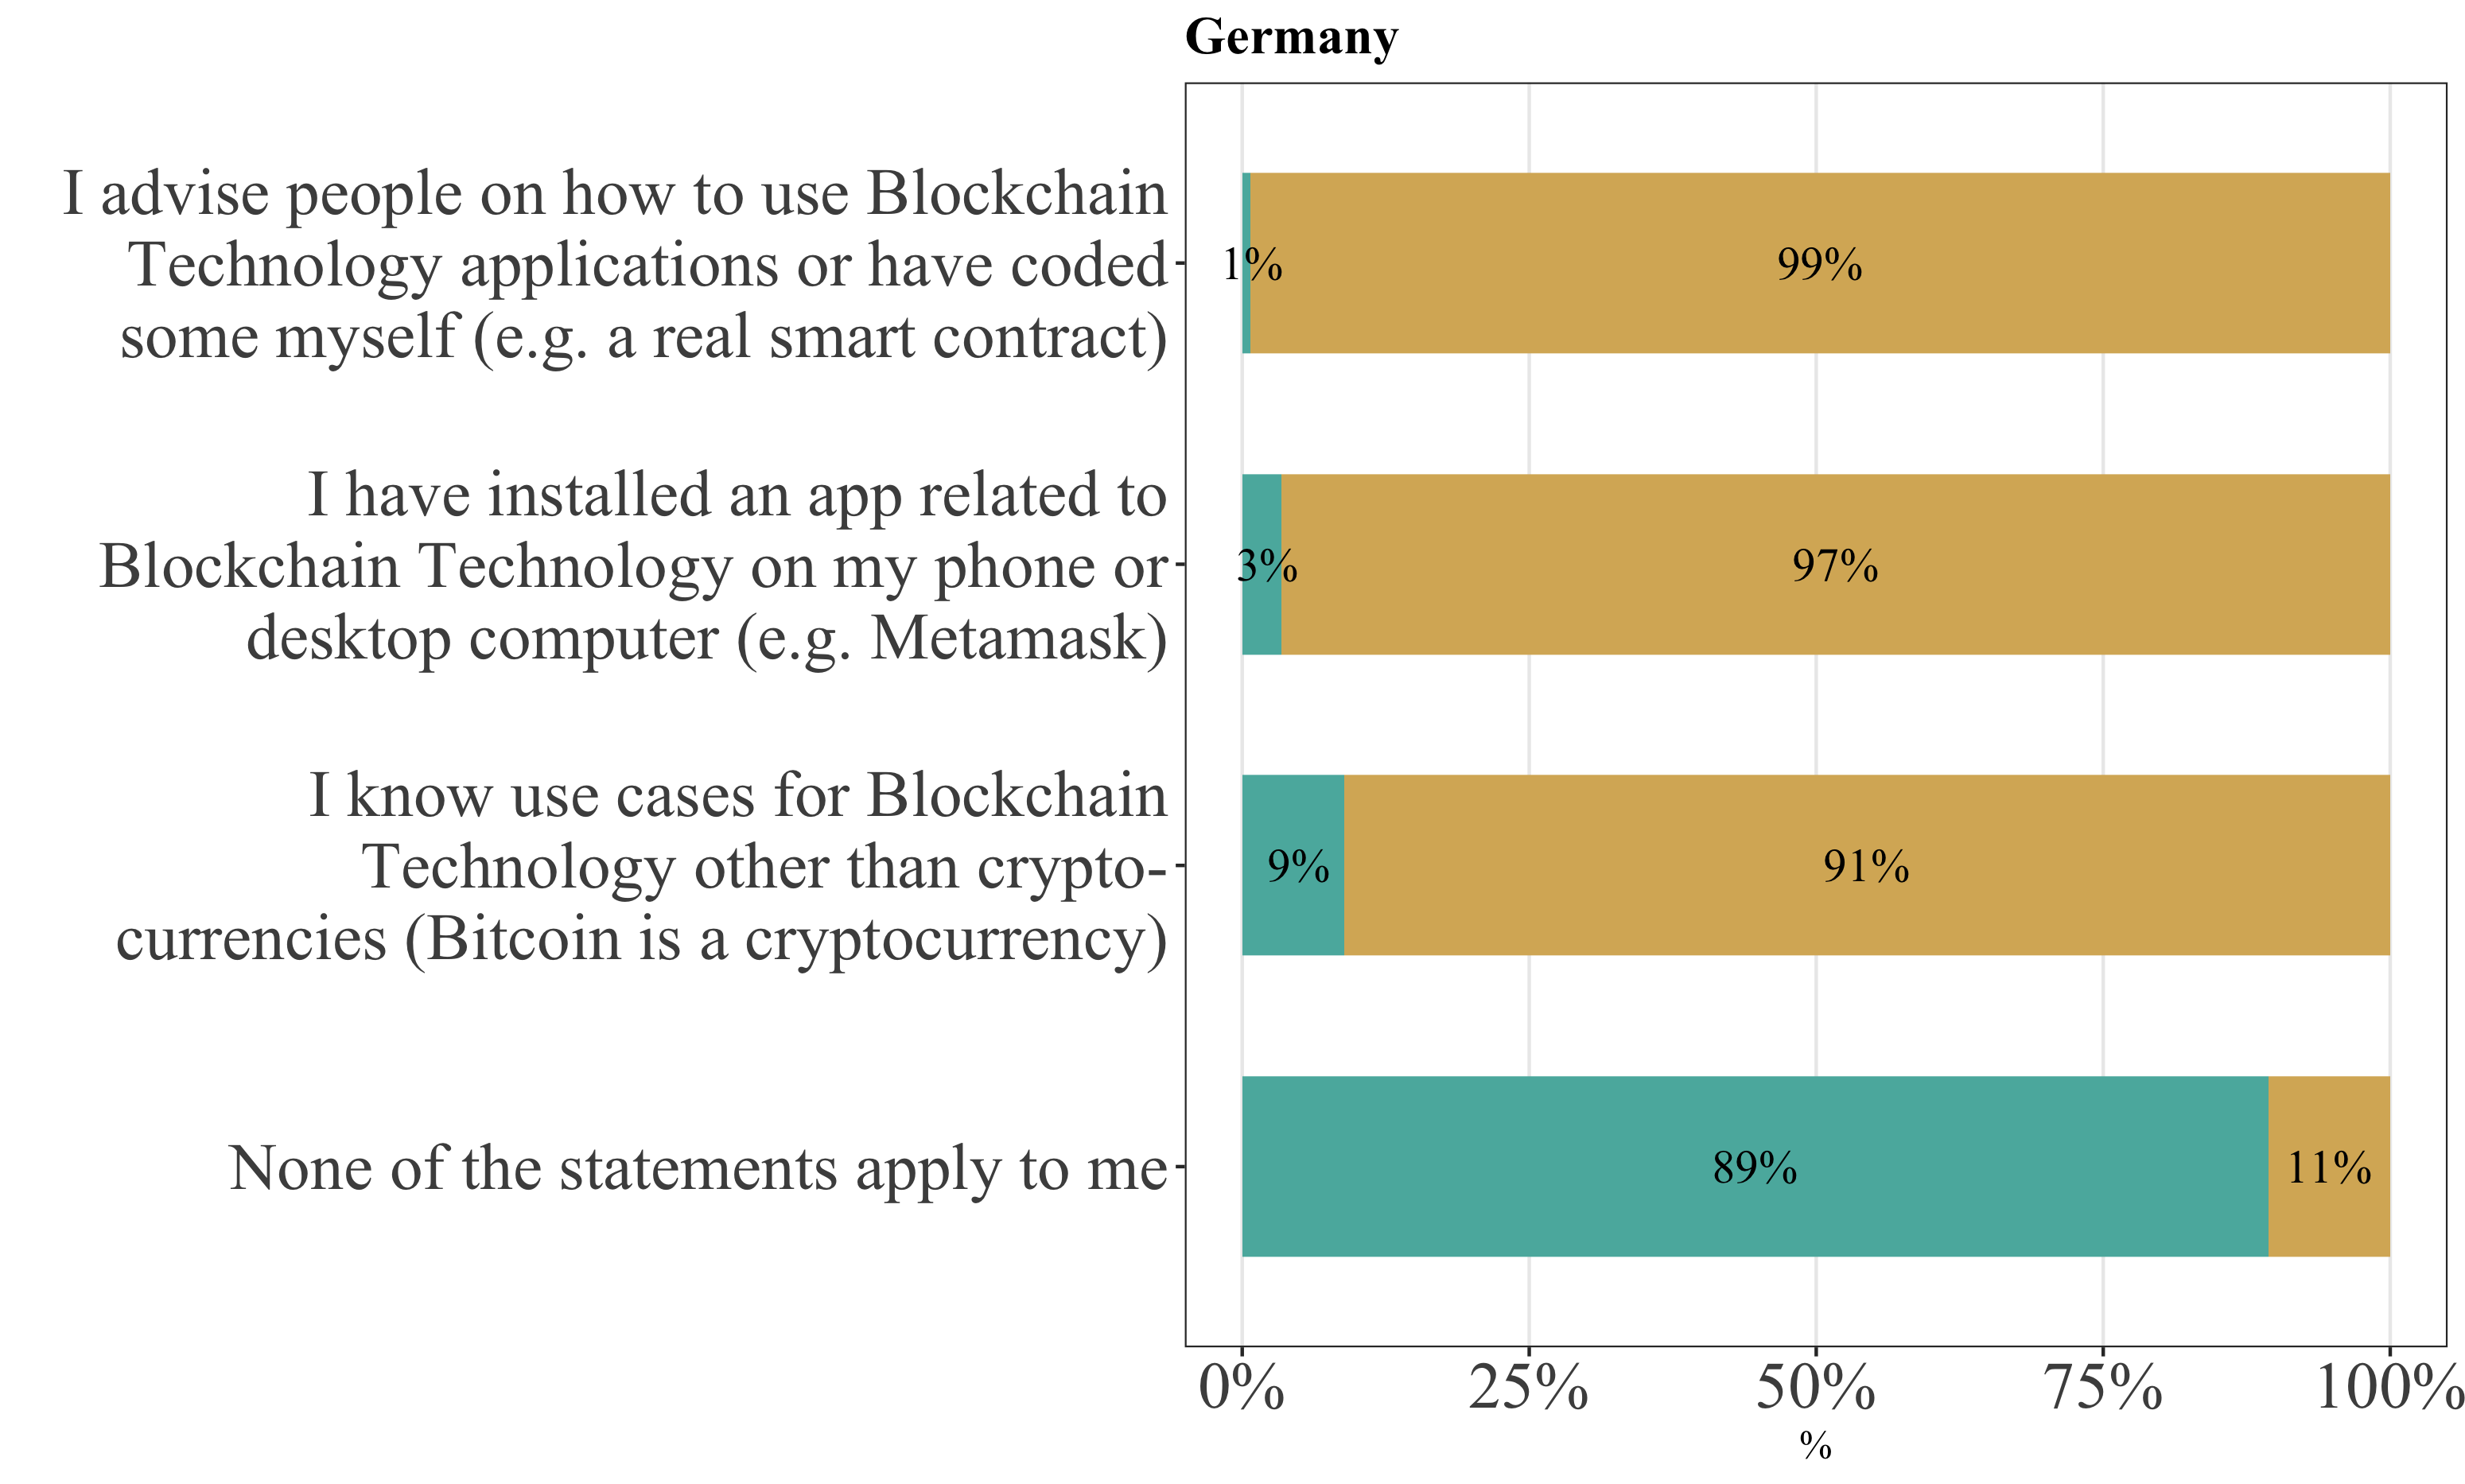 Germany
I advise people on how to use Blockchain
Technology applications or have coded
some myself (e.g. a real smart contract)
1%
99%
I have installed an app related to
Blockchain Technology on my phone or
desktop computer (e.g. Metamask)
3%
97%
I know use cases for Blockchain
Technology other than crypto-
currencies (Bitcoin is a cryptocurrency)
9%
91%
None of the statements apply to me
89%
11%
0%
25%
50%
75%
100%
%